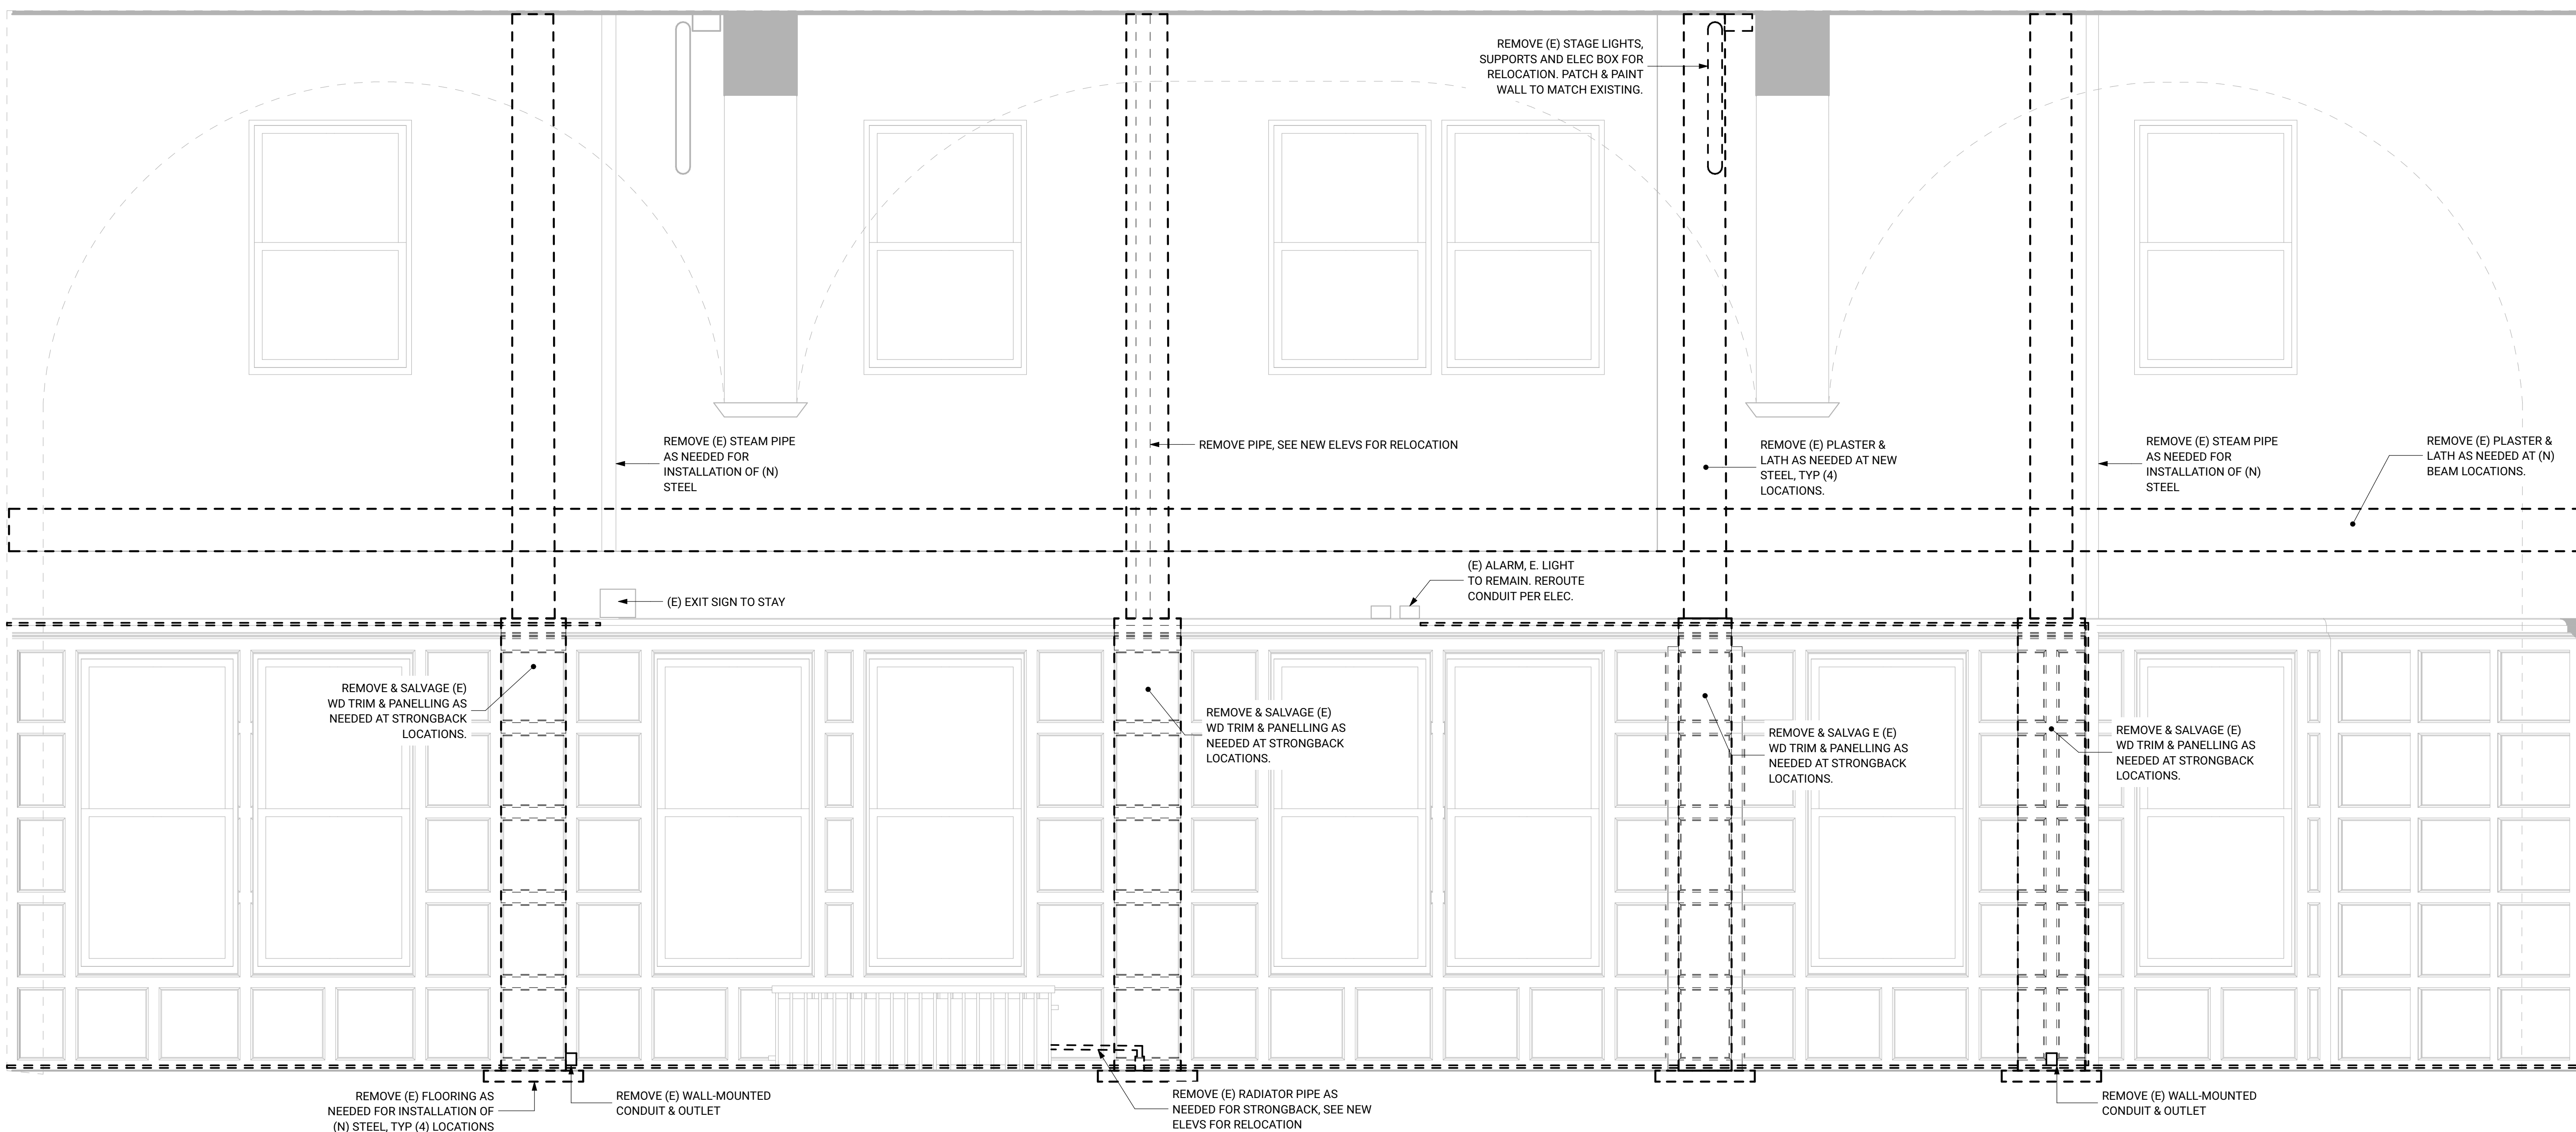 REMOVE (E) STAGE LIGHTS,
SUPPORTS AND ELEC BOX FOR
RELOCATION. PATCH & PAINT
WALL TO MATCH EXISTING.
REMOVE (E) STEAM PIPE
AS NEEDED FOR
INSTALLATION OF (N)
STEEL
REMOVE PIPE, SEE NEW ELEVS FOR RELOCATION
REMOVE (E) PLASTER &
LATH AS NEEDED AT NEW
STEEL, TYP (4)
LOCATIONS.
REMOVE (E) STEAM PIPE
AS NEEDED FOR
INSTALLATION OF (N)
STEEL
REMOVE (E) PLASTER &
LATH AS NEEDED AT (N)
BEAM LOCATIONS.
(E) EXIT SIGN TO STAY
(E) ALARM, E. LIGHT
TO REMAIN. REROUTE
CONDUIT PER ELEC.
REMOVE & SALVAGE (E)
WD TRIM & PANELLING AS
NEEDED AT STRONGBACK
LOCATIONS.
REMOVE & SALVAGE (E)
WD TRIM & PANELLING AS
NEEDED AT STRONGBACK
LOCATIONS.
REMOVE & SALVAG E (E)
WD TRIM & PANELLING AS
NEEDED AT STRONGBACK
LOCATIONS.
REMOVE & SALVAGE (E)
WD TRIM & PANELLING AS
NEEDED AT STRONGBACK
LOCATIONS.
REMOVE (E) FLOORING AS
NEEDED FOR INSTALLATION OF
(N) STEEL, TYP (4) LOCATIONS
REMOVE (E) WALL-MOUNTED
CONDUIT & OUTLET
REMOVE (E) RADIATOR PIPE AS
NEEDED FOR STRONGBACK, SEE NEW
ELEVS FOR RELOCATION
REMOVE (E) WALL-MOUNTED
CONDUIT & OUTLET